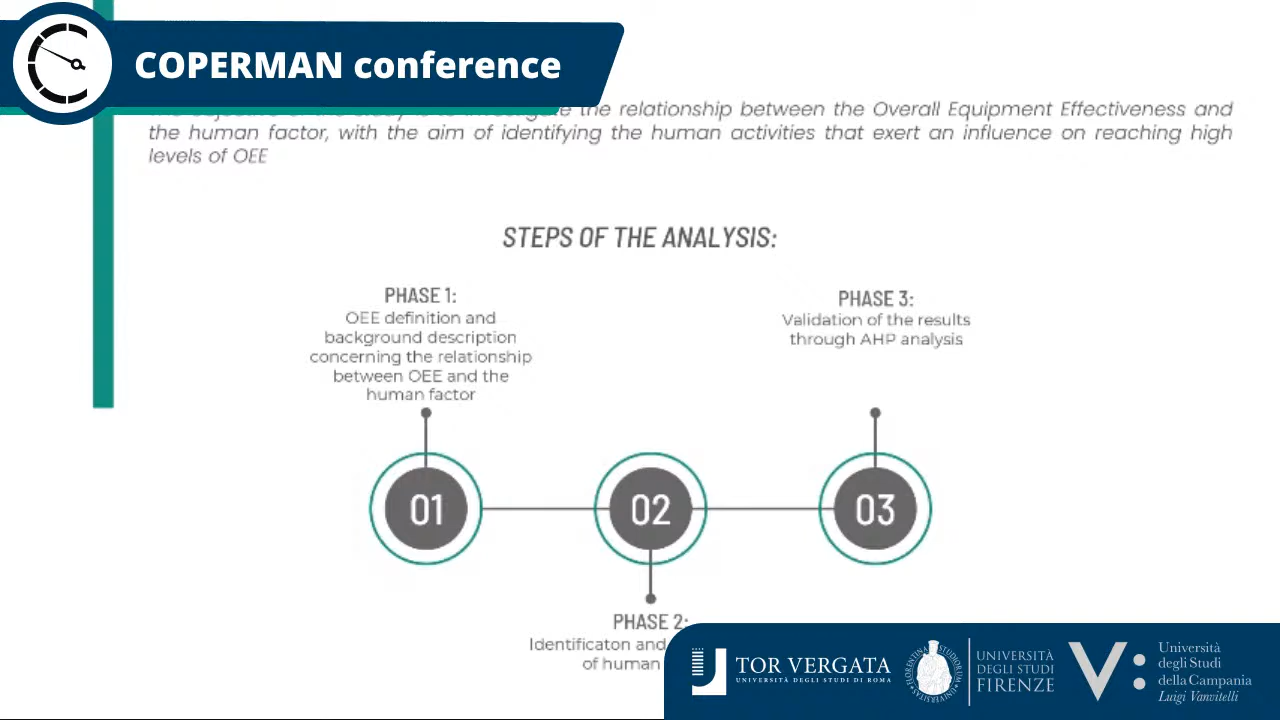 COPERMAN conference
the relationship between the Overall Equipment Effectiveness and
the human factor, with the aim of identifying the human activities that exert an influence on reaching high
levels of OEE
STEPS OF THE ANALYSIS:
PHASE 1:
OEE definition and
background description
concerning the relationship
between OEE and the
human factor
PHASE 3:
Validation of the results
through AHP analysis
01
02
03
PHASE 2:
Identificaton and
of human
TOR VERGATA
UNIVERSITÀ DEGLI STUDI DI ROMA
FLORENTINA STUDIORUM UNIVERSITAS
UNIVERSITÀ
DEGLI STUDI
FIRENZE
V:
Università
degli Studi
della Campania
Luigi Vanvitelli